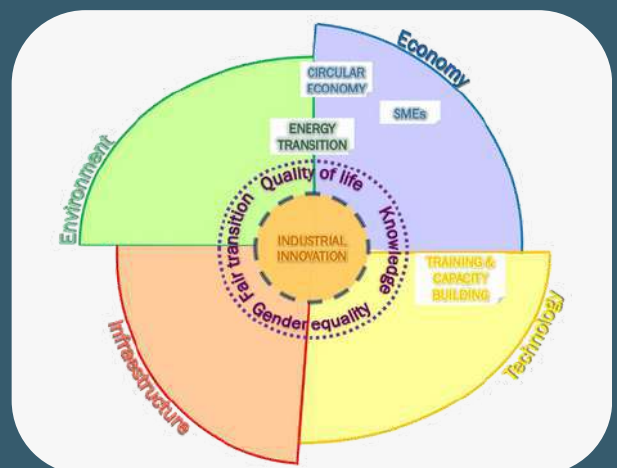 Economy
CIRCULAR
ECONOMY
SMEs
ENERGY
TRANSITION
Environment
Quality of life
Fair transition
Knowledge
INDUSTRIAL
INNOVATION
TRAINING &
CAPACITY
BUILDING
Gender equality
Infraestructure
Technology